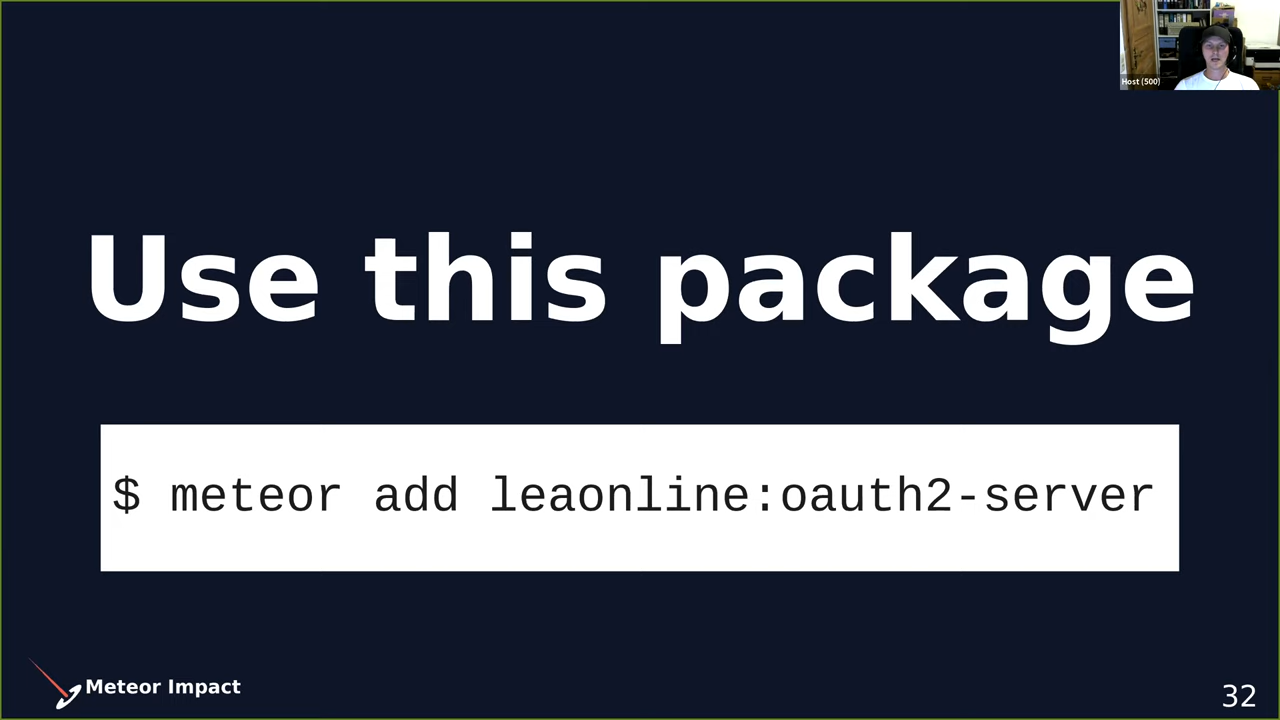 Host (500)
Use this package
$ meteor add leaonline:oauth2-server
Meteor Impact
32